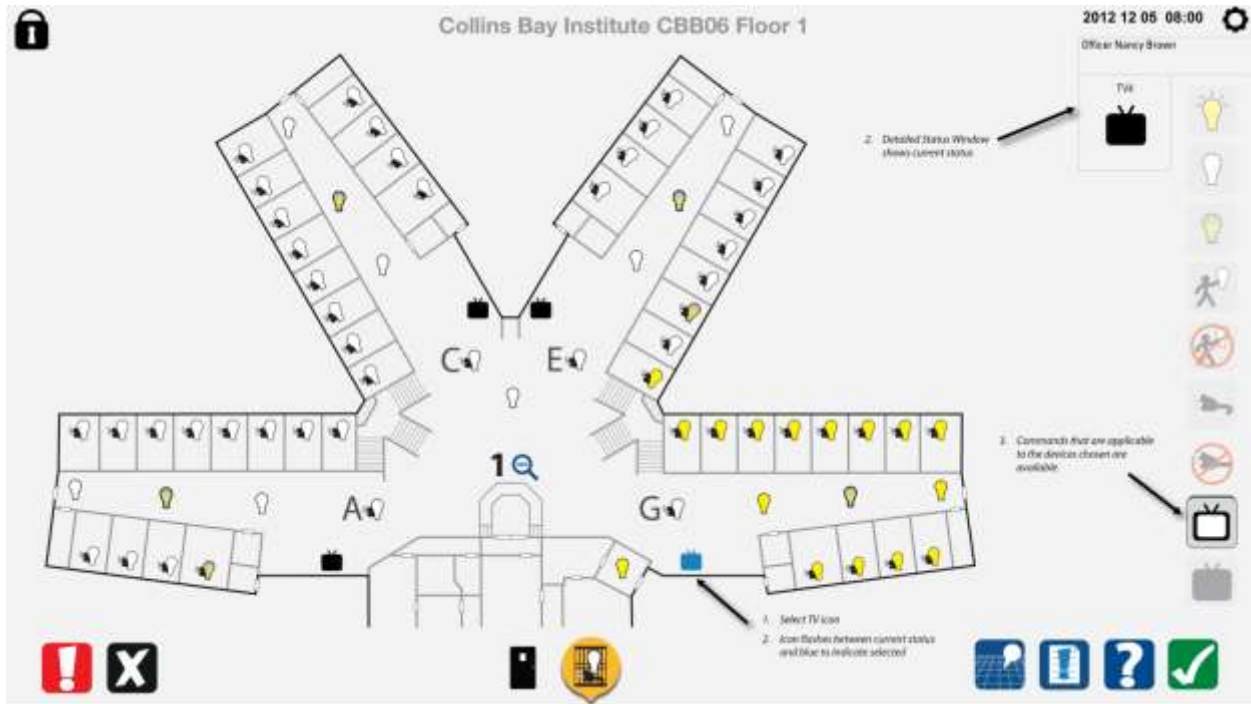 Collins Bay Institute CBB06 Floor 1
2012 12 05 08:00
Officer Nancy Brown
TV4
2. Detailed Status Window
shows current status
C
E
1
A
G
3. Commands that are applicable
to the devices chosen are
available.
1. Select TV icon
2. Icon flashes between current status
and blue to indicate selected